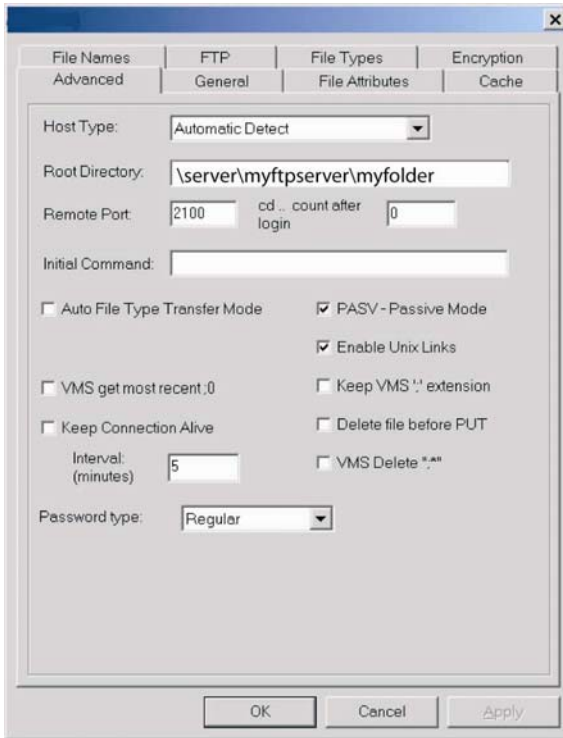 File Names FTP File Types Encryption
Advanced General File Attributes Cache
Host Type: Automatic Detect
Root Directory: \server\myftpserver\myfolder
Remote Port: 2100 cd .. count after login 0
Initial Command:
Auto File Type Transfer Mode PASV - Passive Mode
Enable Unix Links
VMS get most recent ;0 Keep VMS ';' extension
Keep Connection Alive Delete file before PUT
Interval: (minutes) 5 VMS Delete ";*"
Password type: Regular
OK Cancel Apply